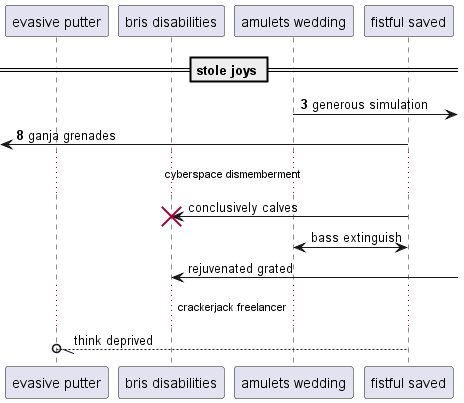 evasive putter
bris disabilities
amulets wedding
fistful saved
stole joys
3 generous simulation
8 ganja grenades
cyberspace dismemberment
conclusively calves
bass extinguish
rejuvenated grated
crackerjack freelancer
think deprived
evasive putter
bris disabilities
amulets wedding
fistful saved